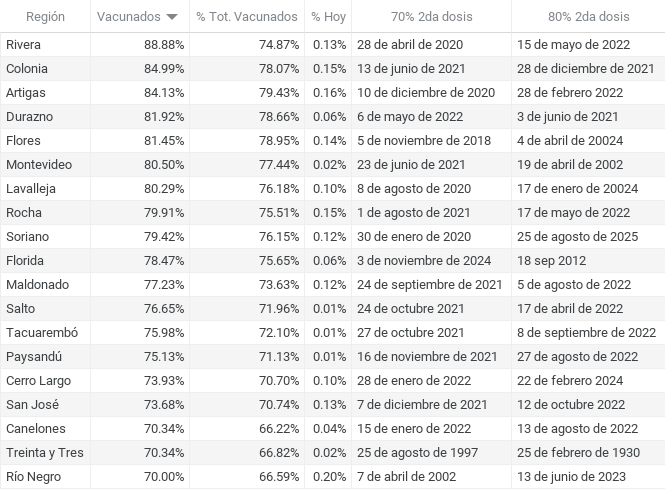 Región Vacunados % Tot. Vacunados % Hoy 70% 2da dosis 80% 2da dosis
Rivera 88.88% 74.87% 0.13% 28 de abril de 2020 15 de mayo de 2022
Colonia 84.99% 78.07% 0.15% 13 de junio de 2021 28 de diciembre de 2021
Artigas 84.13% 79.43% 0.16% 10 de diciembre de 2020 28 de febrero 2022
Durazno 81.92% 78.66% 0.06% 6 de mayo de 2022 3 de junio de 2021
Flores 81.45% 78.95% 0.14% 5 de noviembre de 2018 4 de abril de 20024
Montevideo 80.50% 77.44% 0.02% 23 de junio de 2021 19 de abril de 2002
Lavalleja 80.29% 76.18% 0.10% 8 de agosto de 2020 17 de enero de 20024
Rocha 79.91% 75.51% 0.15% 1 de agosto de 2021 17 de mayo de 2022
Soriano 79.42% 76.15% 0.12% 30 de enero de 2020 25 de agosto de 2025
Florida 78.47% 75.65% 0.06% 3 de noviembre de 2024 18 sep 2012
Maldonado 77.23% 73.63% 0.12% 24 de septiembre de 2021 5 de agosto de 2022
Salto 76.65% 71.96% 0.01% 24 de octubre 2021 17 de abril de 2022
Tacuarembó 75.98% 72.10% 0.01% 27 de octubre 2021 8 de septiembre de 2022
Paysandú 75.13% 71.13% 0.01% 16 de noviembre de 2021 27 de agosto de 2022
Cerro Largo 73.93% 70.70% 0.10% 28 de enero de 2022 22 de febrero 2024
San José 73.68% 70.74% 0.13% 7 de diciembre de 2021 12 de octubre 2022
Canelones 70.34% 66.22% 0.04% 15 de enero de 2022 13 de agosto de 2022
Treinta y Tres 70.34% 66.82% 0.02% 25 de agosto de 1997 25 de febrero de 1930
Río Negro 70.00% 66.59% 0.20% 7 de abril de 2002 13 de junio de 2023